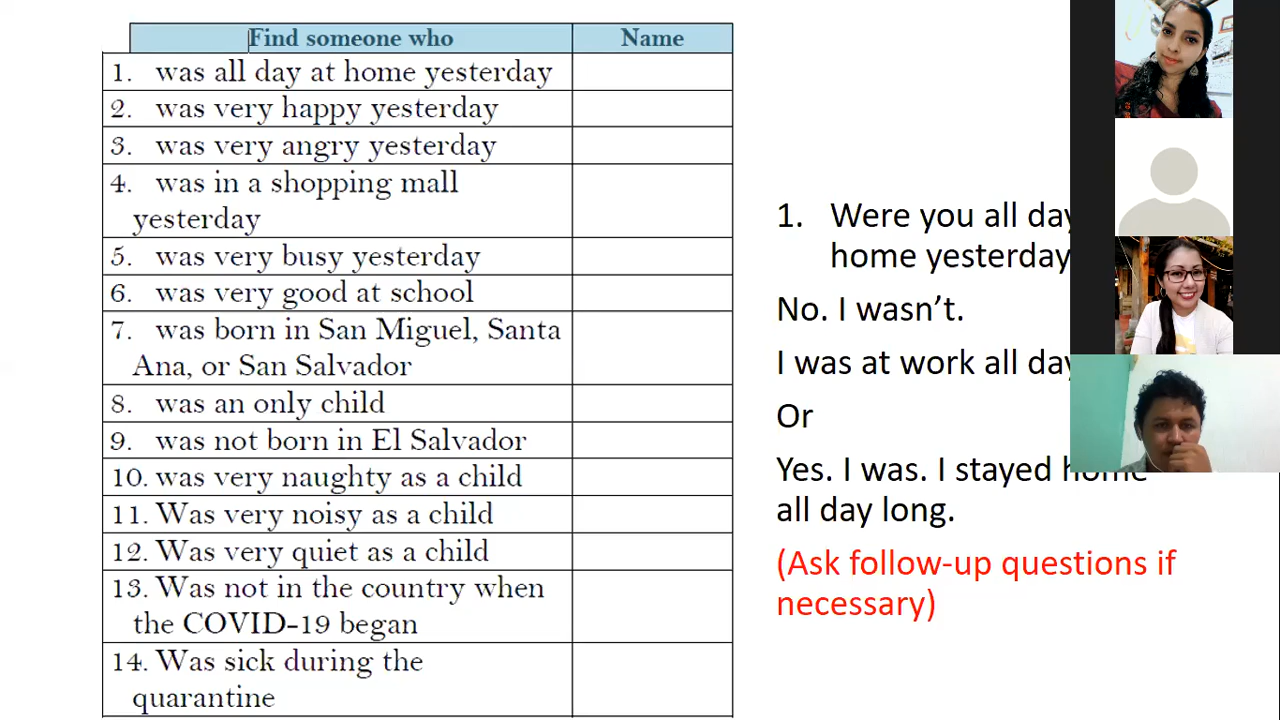 Find someone who
Name
1. was all day at home yesterday
2. was very happy yesterday
3. was very angry yesterday
4. was in a shopping mall
yesterday
5. was very busy yesterday
6. was very good at school
7. was born in San Miguel, Santa
Ana, or San Salvador
8. was an only child
9. was not born in El Salvador
10. was very naughty as a child
11. Was very noisy as a child
12. Was very quiet as a child
13. Was not in the country when
the COVID-19 began
14. Was sick during the
quarantine
1. Were you all day
home yesterday
No. I wasn’t.
I was at work all day
Or
Yes. I was. I stayed home
all day long.
(Ask follow-up questions if
necessary)